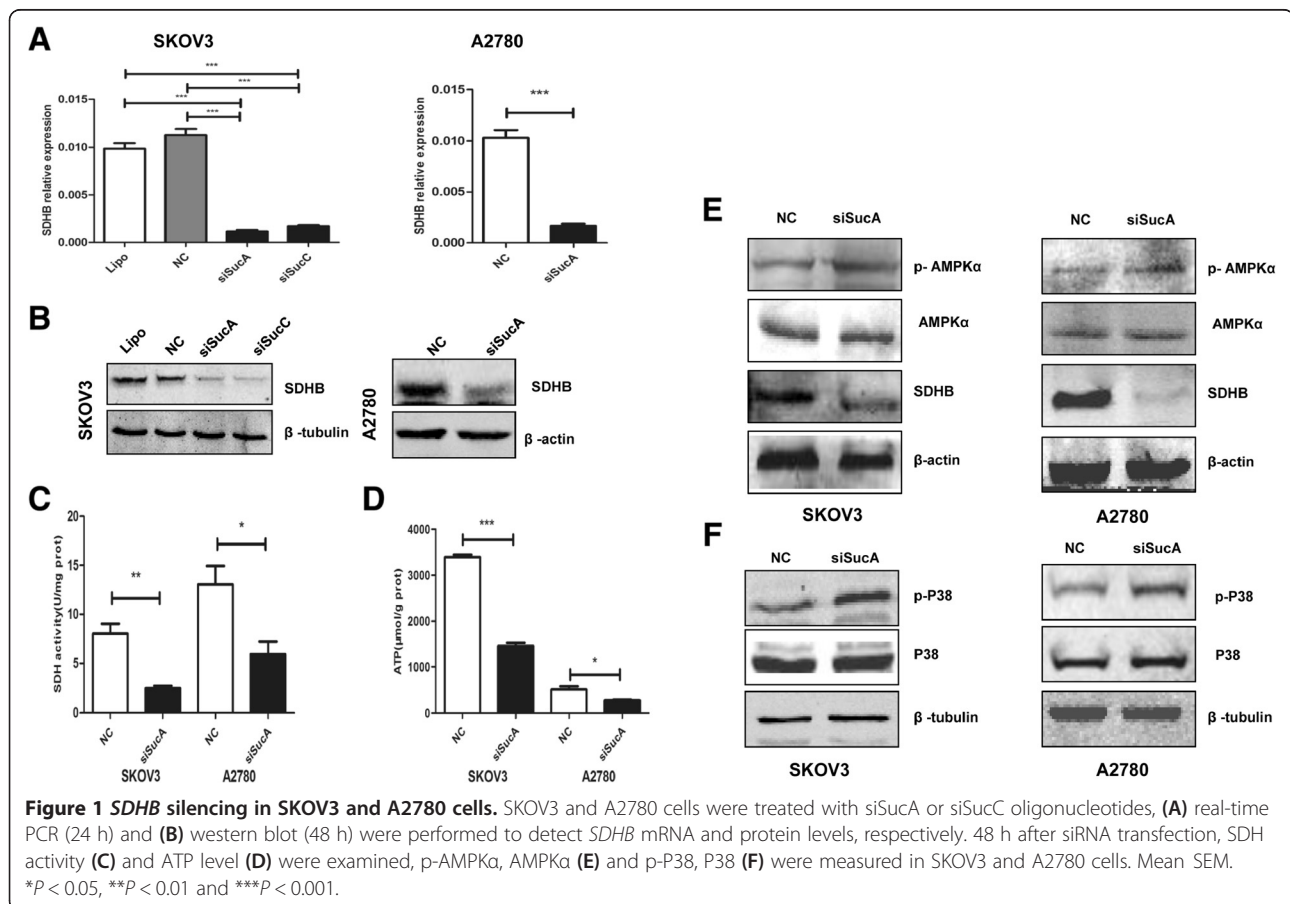 A
SKOV3
A2780
***
***
***
***
***
SDHB relative expression
0.015
0.010
0.005
0.000
Lipo
NC
siSucA
siSucC
SDHB relative expression
0.015
0.010
0.005
0.000
NC
siSucA
B
Lipo
NC
siSucA
siSucC
SKOV3
SDHB
β -tubulin
NC
siSucA
A2780
SDHB
β -actin
C
SDH activity(U/mg prot)
20
15
10
5
0
**
*
NC
siSucA
NC
siSucA
SKOV3
A2780
D
ATP(µmol/g prot)
4000
3000
2000
1000
0
***
*
NC
siSucA
NC
siSucA
SKOV3
A2780
E
NC
siSucA
p- AMPKα
AMPKα
SDHB
β-actin
SKOV3
NC
siSucA
p- AMPKα
AMPKα
SDHB
β-actin
A2780
F
NC
siSucA
p-P38
P38
β -tubulin
SKOV3
NC
siSucA
p-P38
P38
β -tubulin
A2780
Figure 1 SDHB silencing in SKOV3 and A2780 cells. SKOV3 and A2780 cells were treated with siSucA or siSucC oligonucleotides, (A) real-time
PCR (24 h) and (B) western blot (48 h) were performed to detect SDHB mRNA and protein levels, respectively. 48 h after siRNA transfection, SDH
activity (C) and ATP level (D) were examined, p-AMPKα, AMPKα (E) and p-P38, P38 (F) were measured in SKOV3 and A2780 cells. Mean SEM.
*P < 0.05, **P < 0.01 and ***P < 0.001.